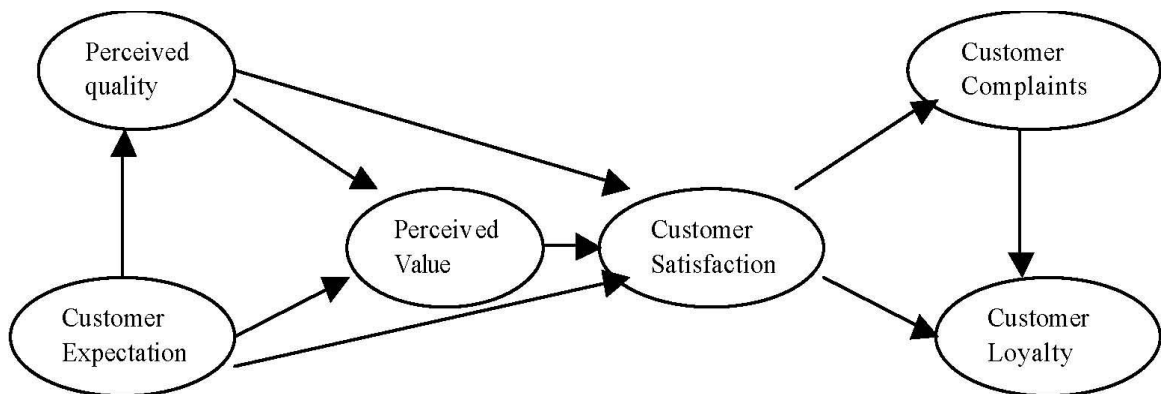 Perceived
quality
Customer
Complaints
Perceived
Value
Customer
Satisfaction
Customer
Expectation
Customer
Loyalty